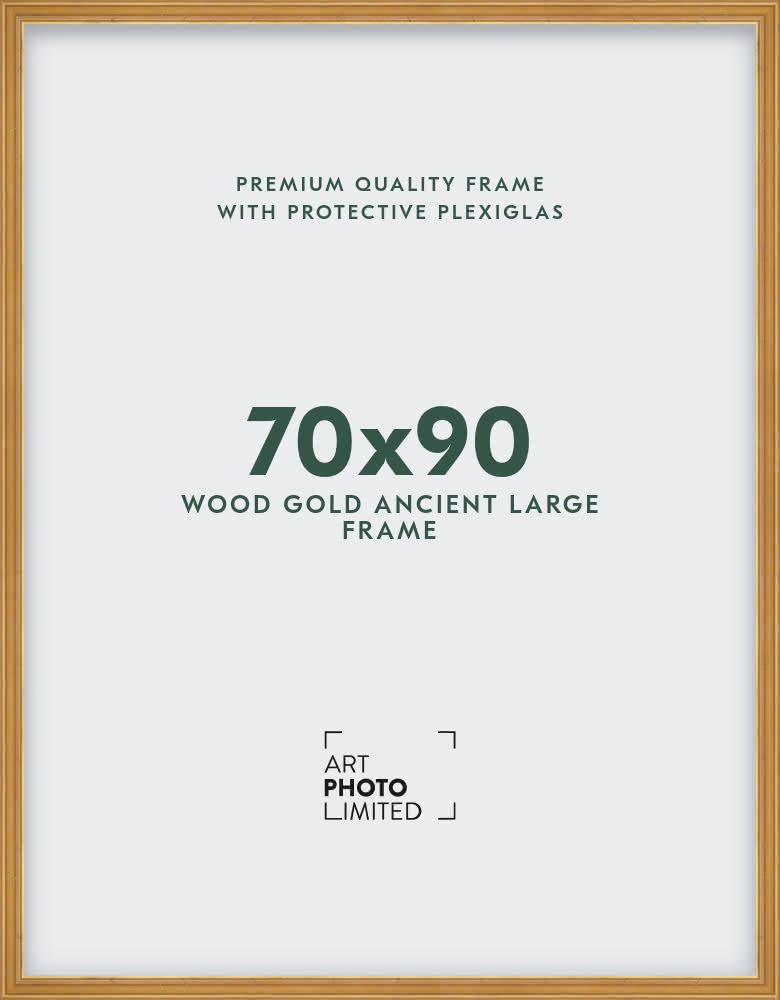 PREMIUM QUALITY FRAME
WITH PROTECTIVE PLEXIGLAS
70x90
WOOD GOLD ANCIENT LARGE
FRAME
ART
PHOTO
LIMITED